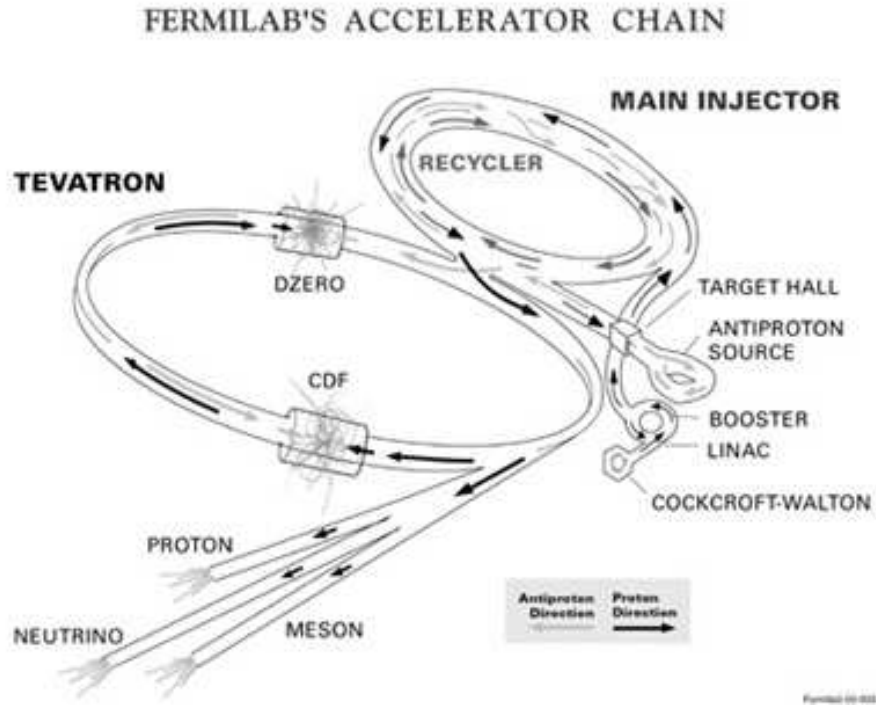 FERMILAB'S ACCELERATOR CHAIN
MAIN INJECTOR
RECYCLER
TEVATRON
DZERO
TARGET HALL
ANTIPROTON
SOURCE
CDF
BOOSTER
LINAC
COCKCROFT-WALTON
PROTON
NEUTRINO
MESON
Antiproton Proton
Direction Direction